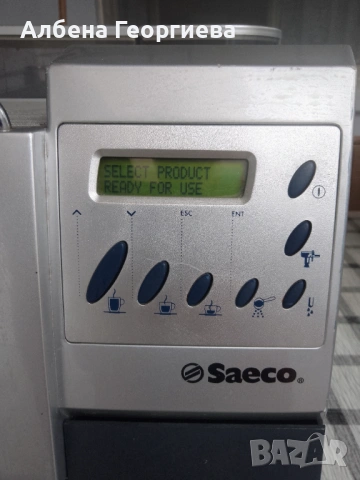 Албена Георгиева
SELECT PRODUCT
READY FOR USE
ESC
ENT
Saeco
BAZAR